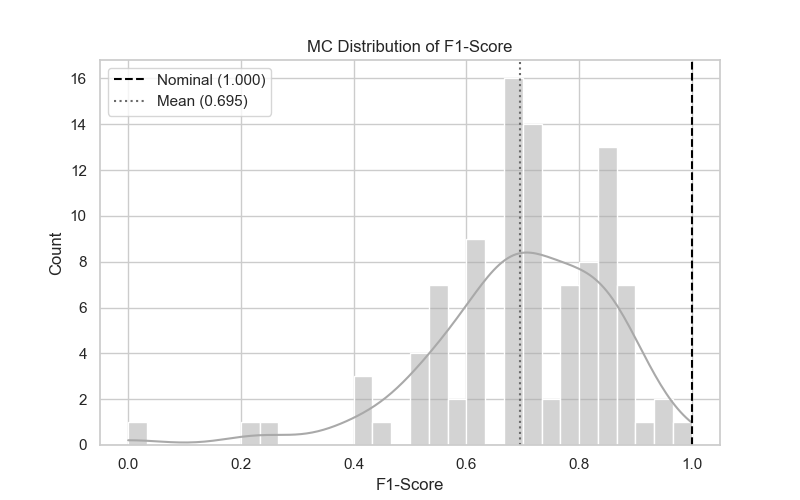 MC Distribution of F1-Score
Nominal (1.000)
Mean (0.695)
16
14
12
10
8
6
4
2
0
Count
0.0 0.2 0.4 0.6 0.8 1.0
F1-Score